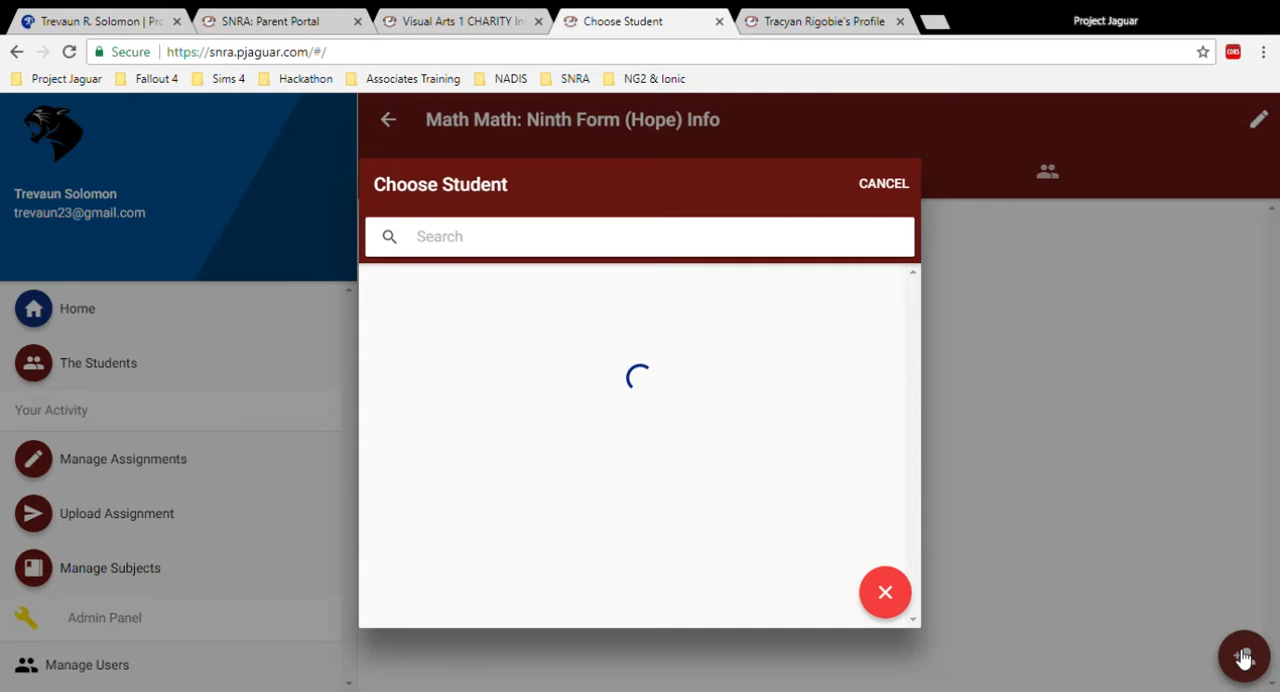 Trevaun R. Solomon | Pro
SNRA: Parent Portal
Visual Arts 1 CHARITY In
Choose Student
Tracyan Rigobie's Profile
Project Jaguar
Secure
https://snra.pjaguar.com/#/
Project Jaguar
Fallout 4
Sims 4
Hackathon
Associates Training
NADIS
SNRA
NG2 & Ionic
Trevaun Solomon
trevaun23@gmail.com
Math Math: Ninth Form (Hope) Info
Choose Student
CANCEL
Search
Home
The Students
Your Activity
Manage Assignments
Upload Assignment
Manage Subjects
Admin Panel
Manage Users